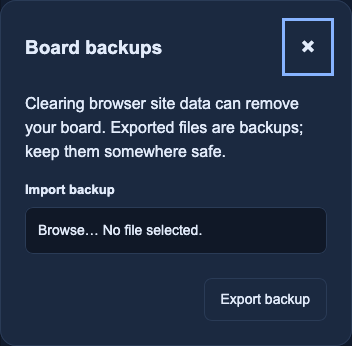 Board backups
✖
Clearing browser site data can remove
your board. Exported files are backups;
keep them somewhere safe.
Import backup
Browse… No file selected.
Export backup